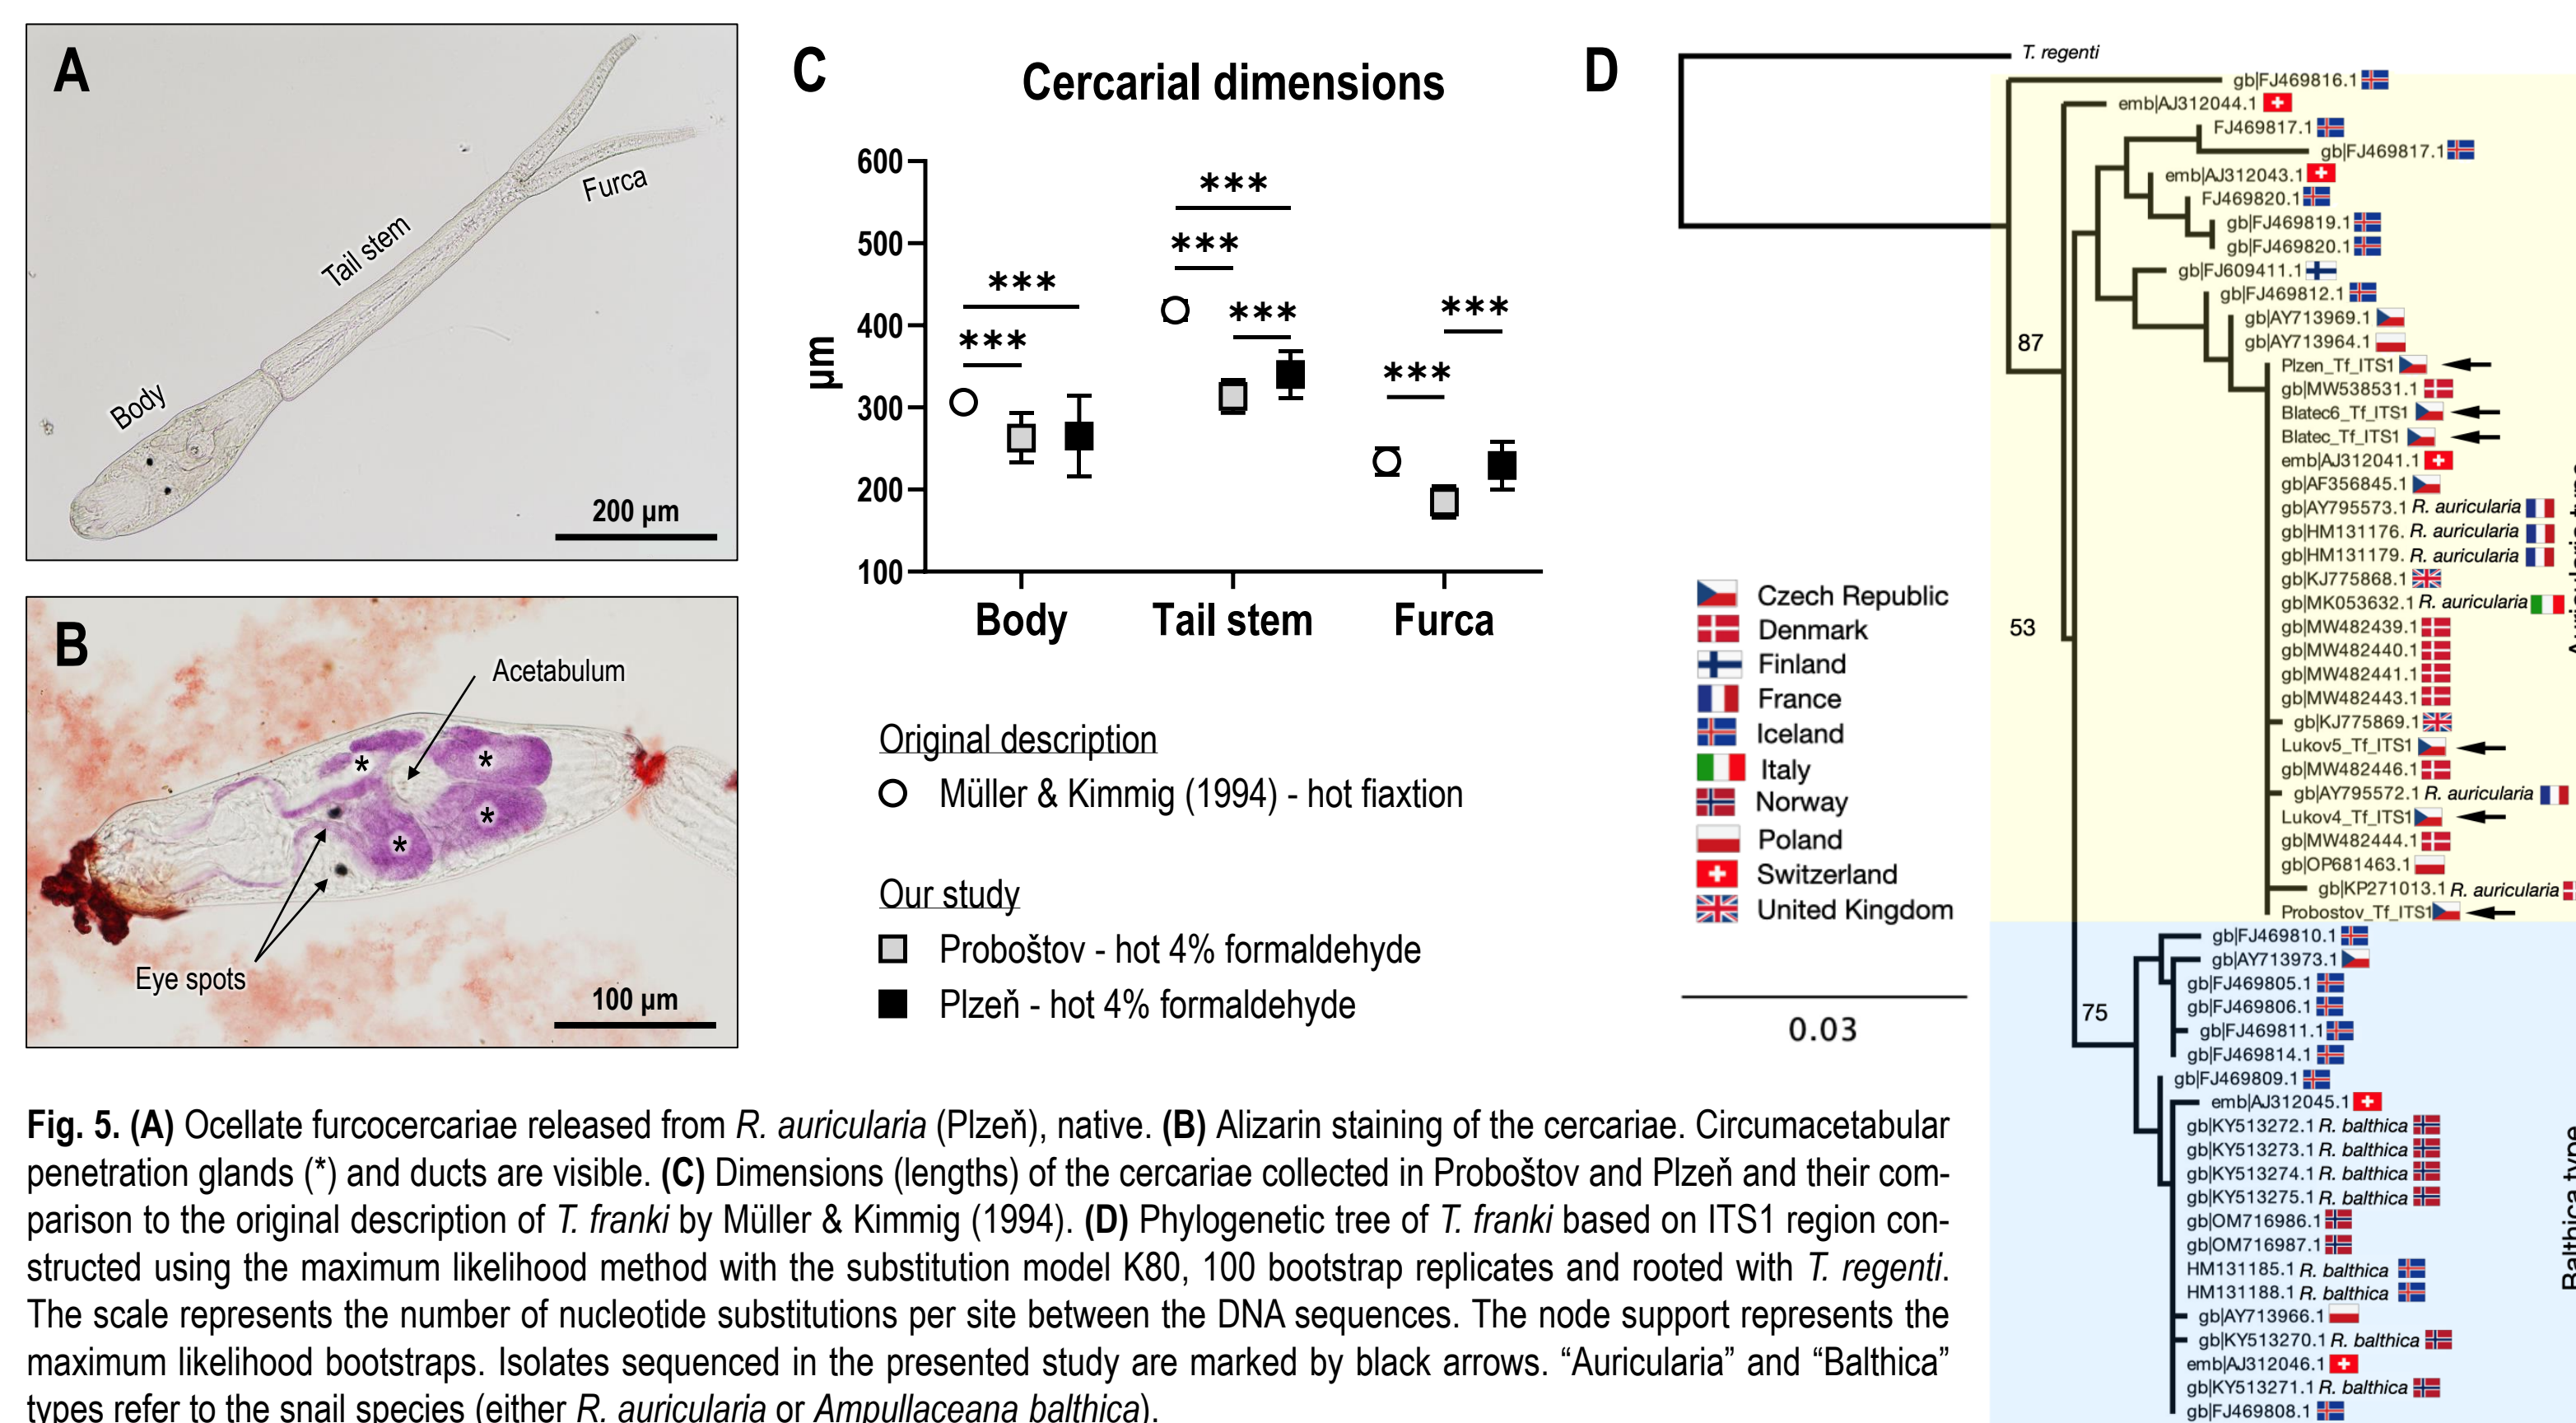 A
Furca
Tail stem
Body
200 µm
B
Acetabulum
* * * *
Eye spots
100 µm
C
Cercarial dimensions
µm
600
500
400
300
200
100
***
***
***
***
***
***
***
Body
Tail stem
Furca
Original description
Müller & Kimmig (1994) - hot fiaxtion
Our study
Proboštov - hot 4% formaldehyde
Plzeň - hot 4% formaldehyde
D
Czech Republic
Denmark
Finland
France
Iceland
Italy
Norway
Poland
Switzerland
United Kingdom
0.03
87
53
75
T. regenti
gb|FJ469816.1
emb|AJ312044.1
FJ469817.1
gb|FJ469817.1
emb|AJ312043.1
FJ469820.1
gb|FJ469819.1
gb|FJ469820.1
gb|FJ609411.1
gb|FJ469812.1
gb|AY713969.1
gb|AY713964.1
Plzen_Tf_ITS1
gb|MW538531.1
Blatec6_Tf_ITS1
Blatec_Tf_ITS1
emb|AJ312041.1
gb|AF356845.1
gb|AY795573.1 R. auricularia
gb|HM131176. R. auricularia
gb|HM131179. R. auricularia
gb|KJ775868.1
gb|MK053632.1 R. auricularia
gb|MW482439.1
gb|MW482440.1
gb|MW482441.1
gb|MW482443.1
gb|KJ775869.1
Lukov5_Tf_ITS1
gb|MW482446.1
gb|AY795572.1 R. auricularia
Lukov4_Tf_ITS1
gb|MW482444.1
gb|OP681463.1
gb|KP271013.1 R. auricularia
Probostov_Tf_ITS1
gb|FJ469810.1
gb|AY713973.1
gb|FJ469805.1
gb|FJ469806.1
gb|FJ469811.1
gb|FJ469814.1
gb|FJ469809.1
emb|AJ312045.1
gb|KY513272.1 R. balthica
gb|KY513273.1 R. balthica
gb|KY513274.1 R. balthica
gb|KY513275.1 R. balthica
gb|OM716986.1
gb|OM716987.1
HM131185.1 R. balthica
HM131188.1 R. balthica
gb|AY713966.1
gb|KY513270.1 R. balthica
emb|AJ312046.1
gb|KY513271.1 R. balthica
gb|FJ469808.1
Balthica type
Fig. 5. (A) Ocellate furcocercariae released from R. auricularia (Plzeň), native. (B) Alizarin staining of the cercariae. Circumacetabular
penetration glands (*) and ducts are visible. (C) Dimensions (lengths) of the cercariae collected in Proboštov and Plzeň and their com-
parison to the original description of T. franki by Müller & Kimmig (1994). (D) Phylogenetic tree of T. franki based on ITS1 region con-
structed using the maximum likelihood method with the substitution model K80, 100 bootstrap replicates and rooted with T. regenti.
The scale represents the number of nucleotide substitutions per site between the DNA sequences. The node support represents the
maximum likelihood bootstraps. Isolates sequenced in the presented study are marked by black arrows. “Auricularia” and “Balthica”
types refer to the snail species (either R. auricularia or Ampullaceana balthica).